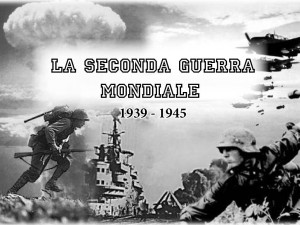 LA SECONDA GUERRA
MONDIALE
1939 - 1945